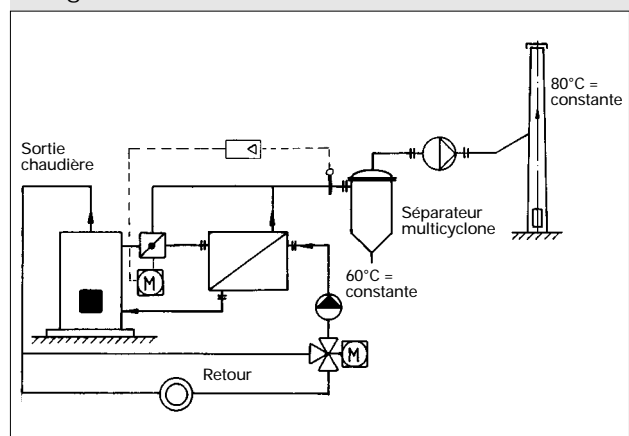 80°C =
constante
Sortie
chaudière
Séparateur
multicyclone
60°C =
constante
M
M
Retour